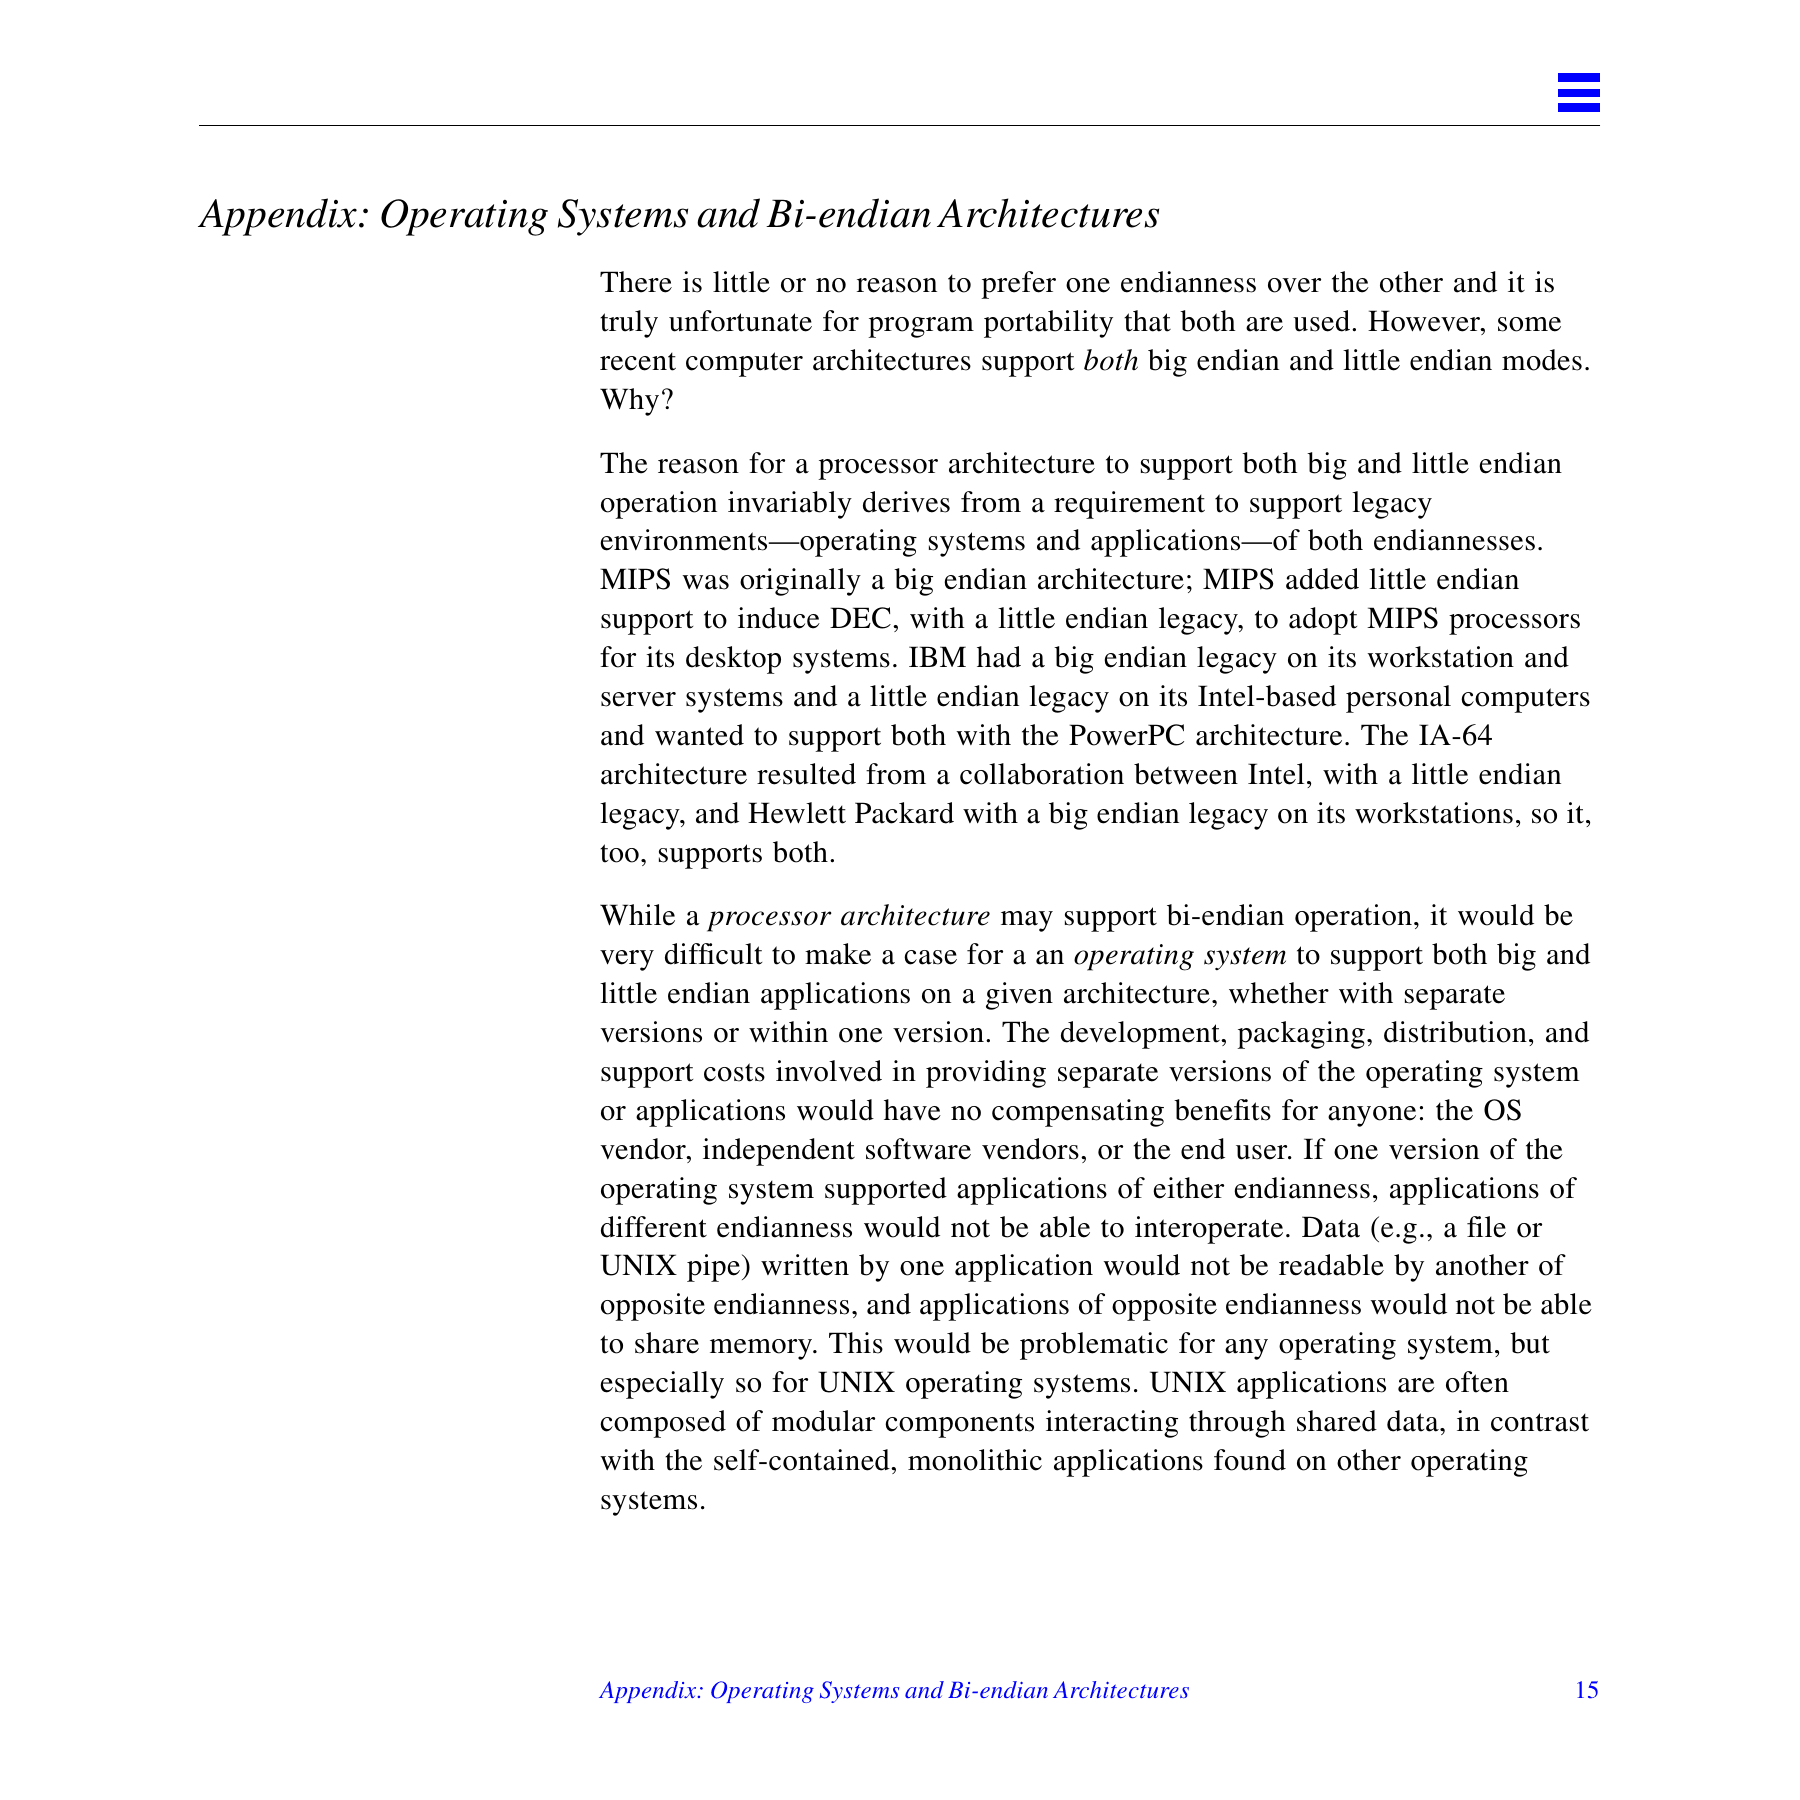 Appendix: Operating Systems and Bi-endian Architectures
There is little or no reason to prefer one endianness over the other and it is
truly unfortunate for program portability that both are used. However, some
recent computer architectures support both big endian and little endian modes.
Why?
The reason for a processor architecture to support both big and little endian
operation invariably derives from a requirement to support legacy
environments—operating systems and applications—of both endiannesses.
MIPS was originally a big endian architecture; MIPS added little endian
support to induce DEC, with a little endian legacy, to adopt MIPS processors
for its desktop systems. IBM had a big endian legacy on its workstation and
server systems and a little endian legacy on its Intel-based personal computers
and wanted to support both with the PowerPC architecture. The IA-64
architecture resulted from a collaboration between Intel, with a little endian
legacy, and Hewlett Packard with a big endian legacy on its workstations, so it,
too, supports both.
While a processor architecture may support bi-endian operation, it would be
very difficult to make a case for a an operating system to support both big and
little endian applications on a given architecture, whether with separate
versions or within one version. The development, packaging, distribution, and
support costs involved in providing separate versions of the operating system
or applications would have no compensating benefits for anyone: the OS
vendor, independent software vendors, or the end user. If one version of the
operating system supported applications of either endianness, applications of
different endianness would not be able to interoperate. Data (e.g., a file or
UNIX pipe) written by one application would not be readable by another of
opposite endianness, and applications of opposite endianness would not be able
to share memory. This would be problematic for any operating system, but
especially so for UNIX operating systems. UNIX applications are often
composed of modular components interacting through shared data, in contrast
with the self-contained, monolithic applications found on other operating
systems.
Appendix: Operating Systems and Bi-endian Architectures 15